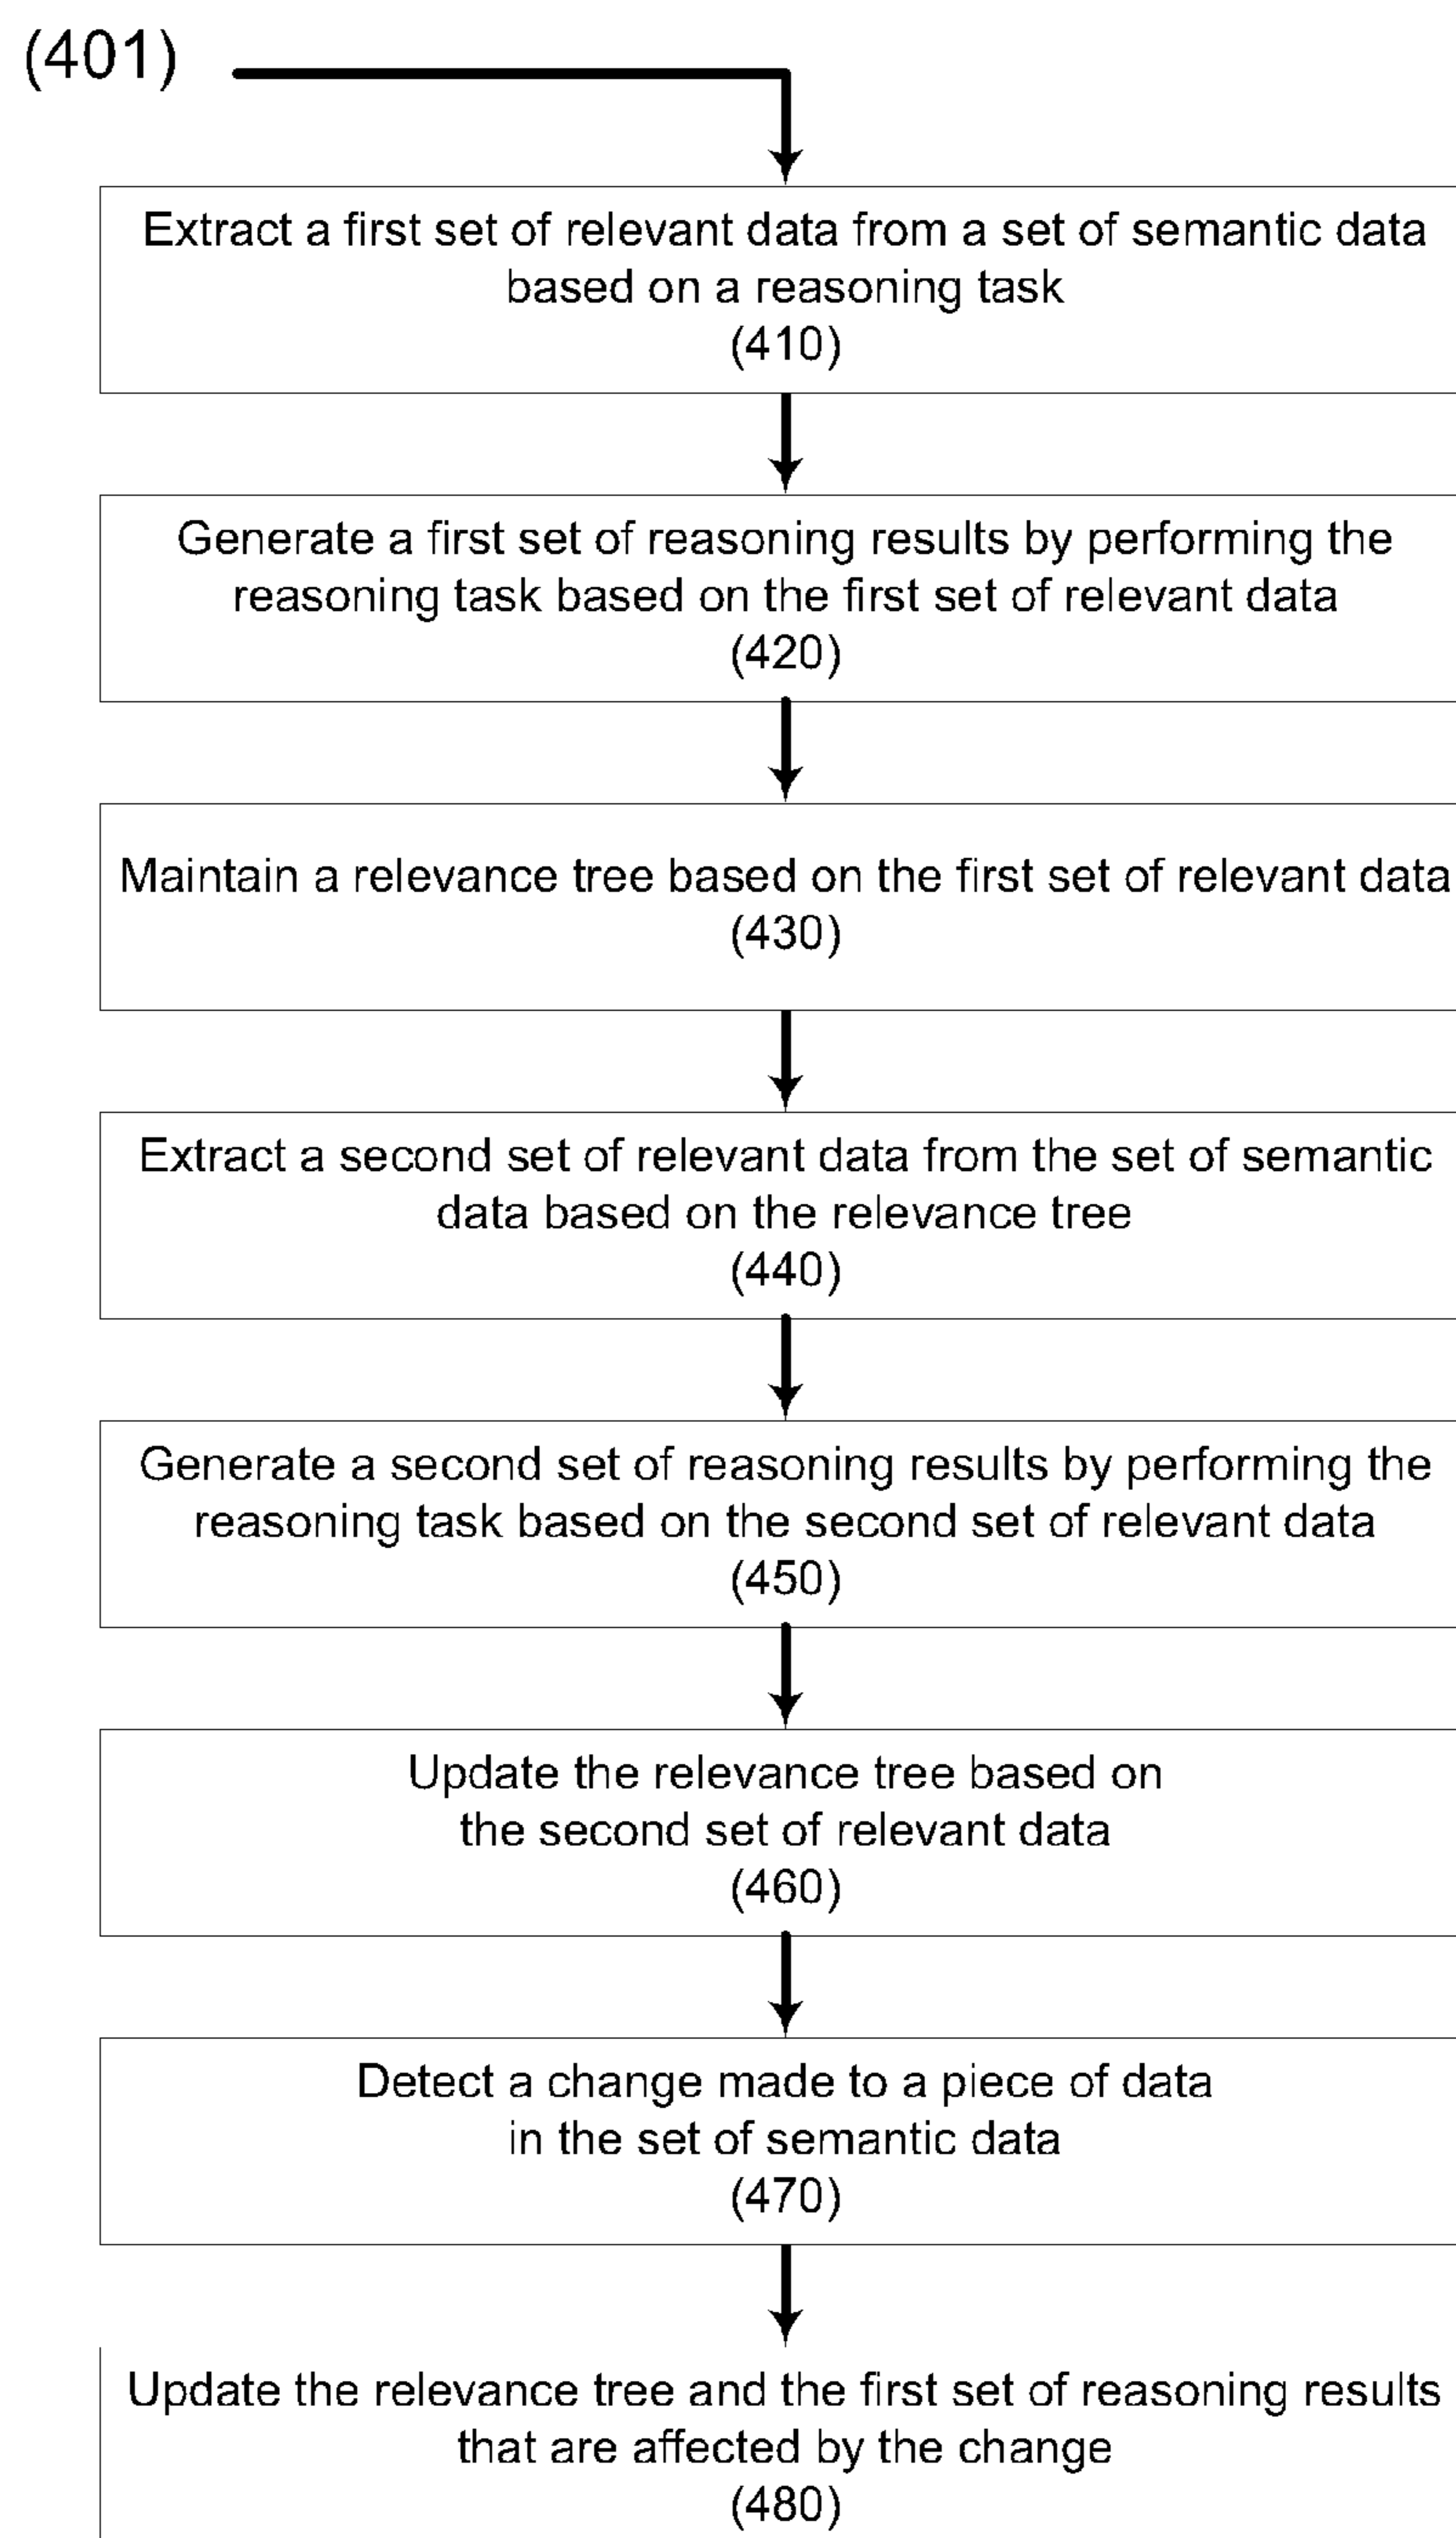 (401)
Extract a first set of relevant data from a set of semantic data
based on a reasoning task
(410)
Generate a first set of reasoning results by performing the
reasoning task based on the first set of relevant data
(420)
Maintain a relevance tree based on the first set of relevant data
(430)
Extract a second set of relevant data from the set of semantic
data based on the relevance tree
(440)
Generate a second set of reasoning results by performing the
reasoning task based on the second set of relevant data
(450)
Update the relevance tree based on
the second set of relevant data
(460)
Detect a change made to a piece of data
in the set of semantic data
(470)
Update the relevance tree and the first set of reasoning results
that are affected by the change
(480)